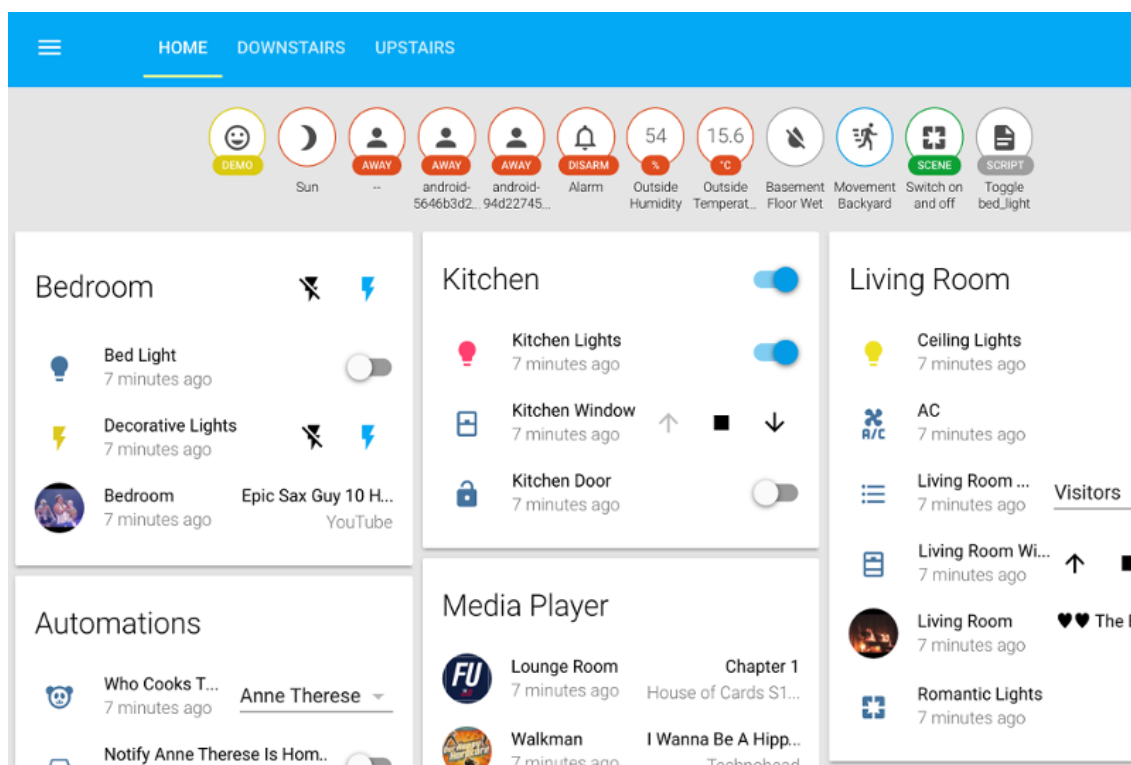 HOME DOWNSTAIRS UPSTAIRS
54 15.6
DEMO AWAY AWAY AWAY DISARM % °C SCENE SCRIPT
Sun -- android- android- Alarm Outside Outside Basement Movement Switch on Toggle
5646b3d2... 94d22745... Humidity Temperat... Floor Wet Backyard and off bed_light
Bedroom
Bed Light
7 minutes ago
Decorative Lights
7 minutes ago
Bedroom Epic Sax Guy 10 H...
7 minutes ago YouTube
Automations
Who Cooks T...
7 minutes ago
Anne Therese
Notify Anne Therese Is Hom..
Kitchen
Kitchen Lights
7 minutes ago
Kitchen Window
7 minutes ago
Kitchen Door
7 minutes ago
Media Player
FU
Lounge Room Chapter 1
7 minutes ago House of Cards S1...
Walkman I Wanna Be A Hipp...
7 minutes ago Technohead
Living Room
Ceiling Lights
7 minutes ago
A/C
AC
7 minutes ago
Living Room ...
7 minutes ago
Visitors
Living Room Wi...
7 minutes ago
Living Room ♥♥ The
7 minutes ago
Romantic Lights
7 minutes ago